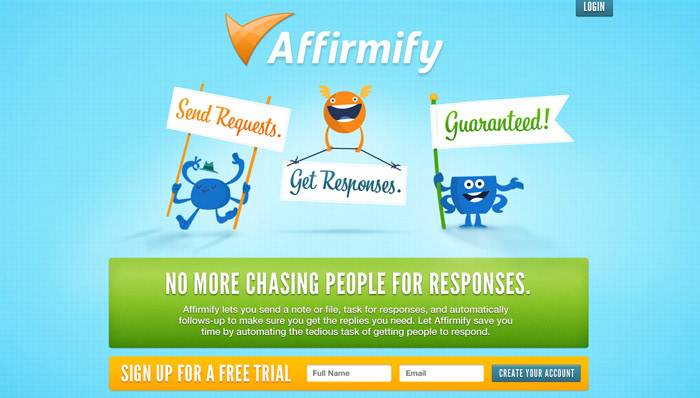 LOGIN
Affirmify
Send Requests.
Get Responses.
Guaranteed!
NO MORE CHASING PEOPLE FOR RESPONSES.
Affirmify lets you send a note or file, task for responses, and automatically
follows-up to make sure you get the replies you need. Let Affirmify save you
time by automating the tedious task of getting people to respond.
SIGN UP FOR A FREE TRIAL
Full Name
Email
CREATE YOUR ACCOUNT